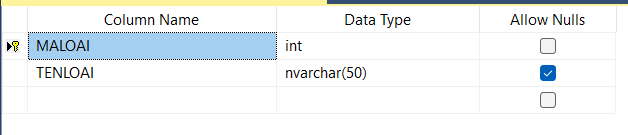 Column Name Data Type Allow Nulls
MALOAI int
TENLOAI nvarchar(50)